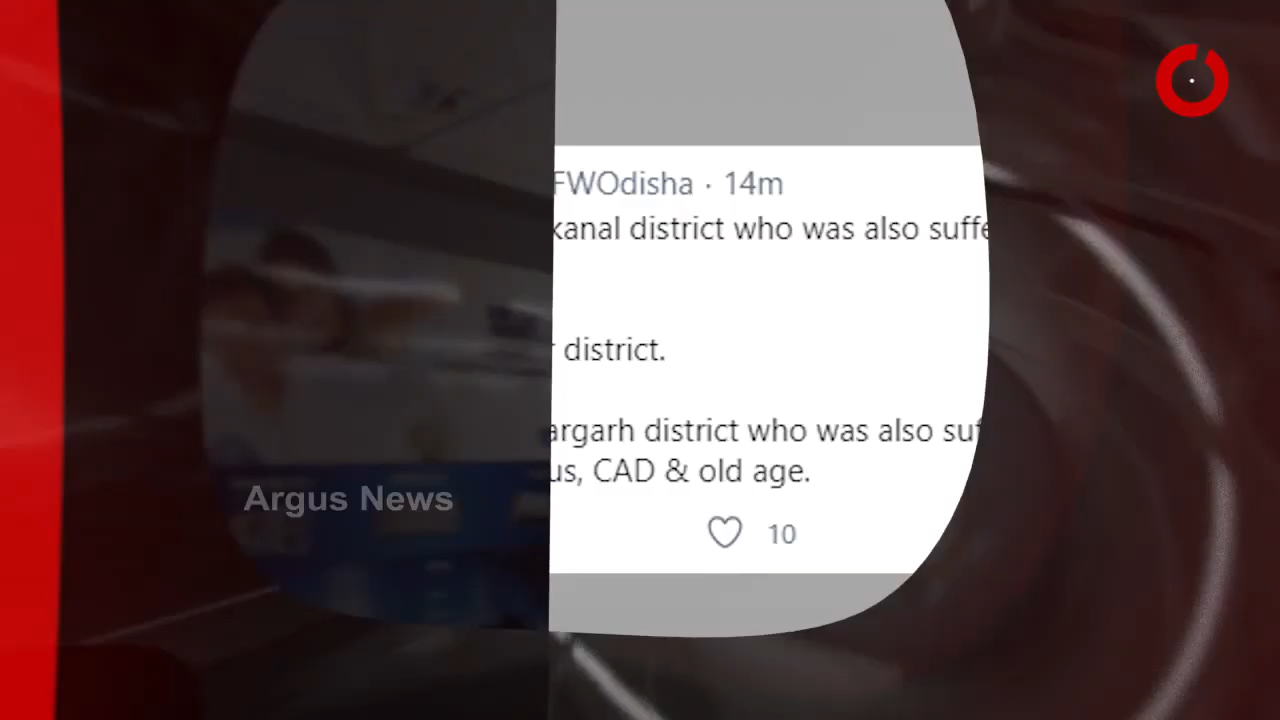 FWOdisha · 14m
kanal district who was also suffe
district.
argarh district who was also suf
us, CAD & old age.
Argus News
10